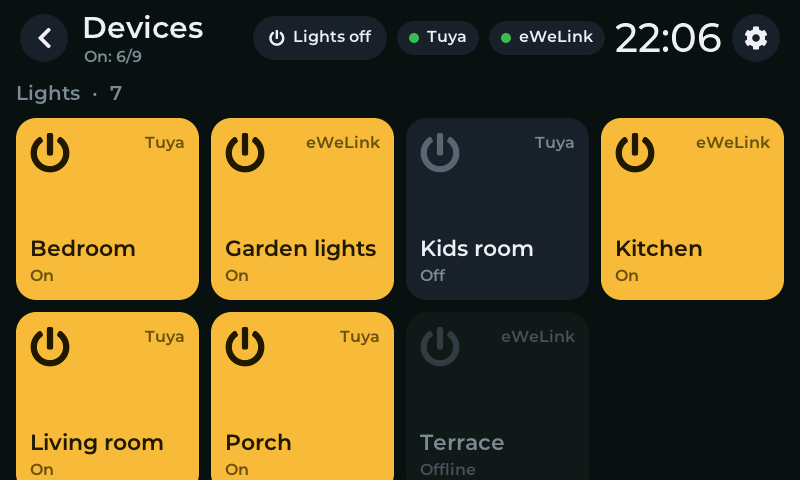 Devices
On: 6/9
Lights off
Tuya
eWeLink
22:06
Lights · 7
Tuya
Bedroom
On
eWeLink
Garden lights
On
Tuya
Kids room
Off
eWeLink
Kitchen
On
Tuya
Living room
On
Tuya
Porch
On
eWeLink
Terrace
Offline